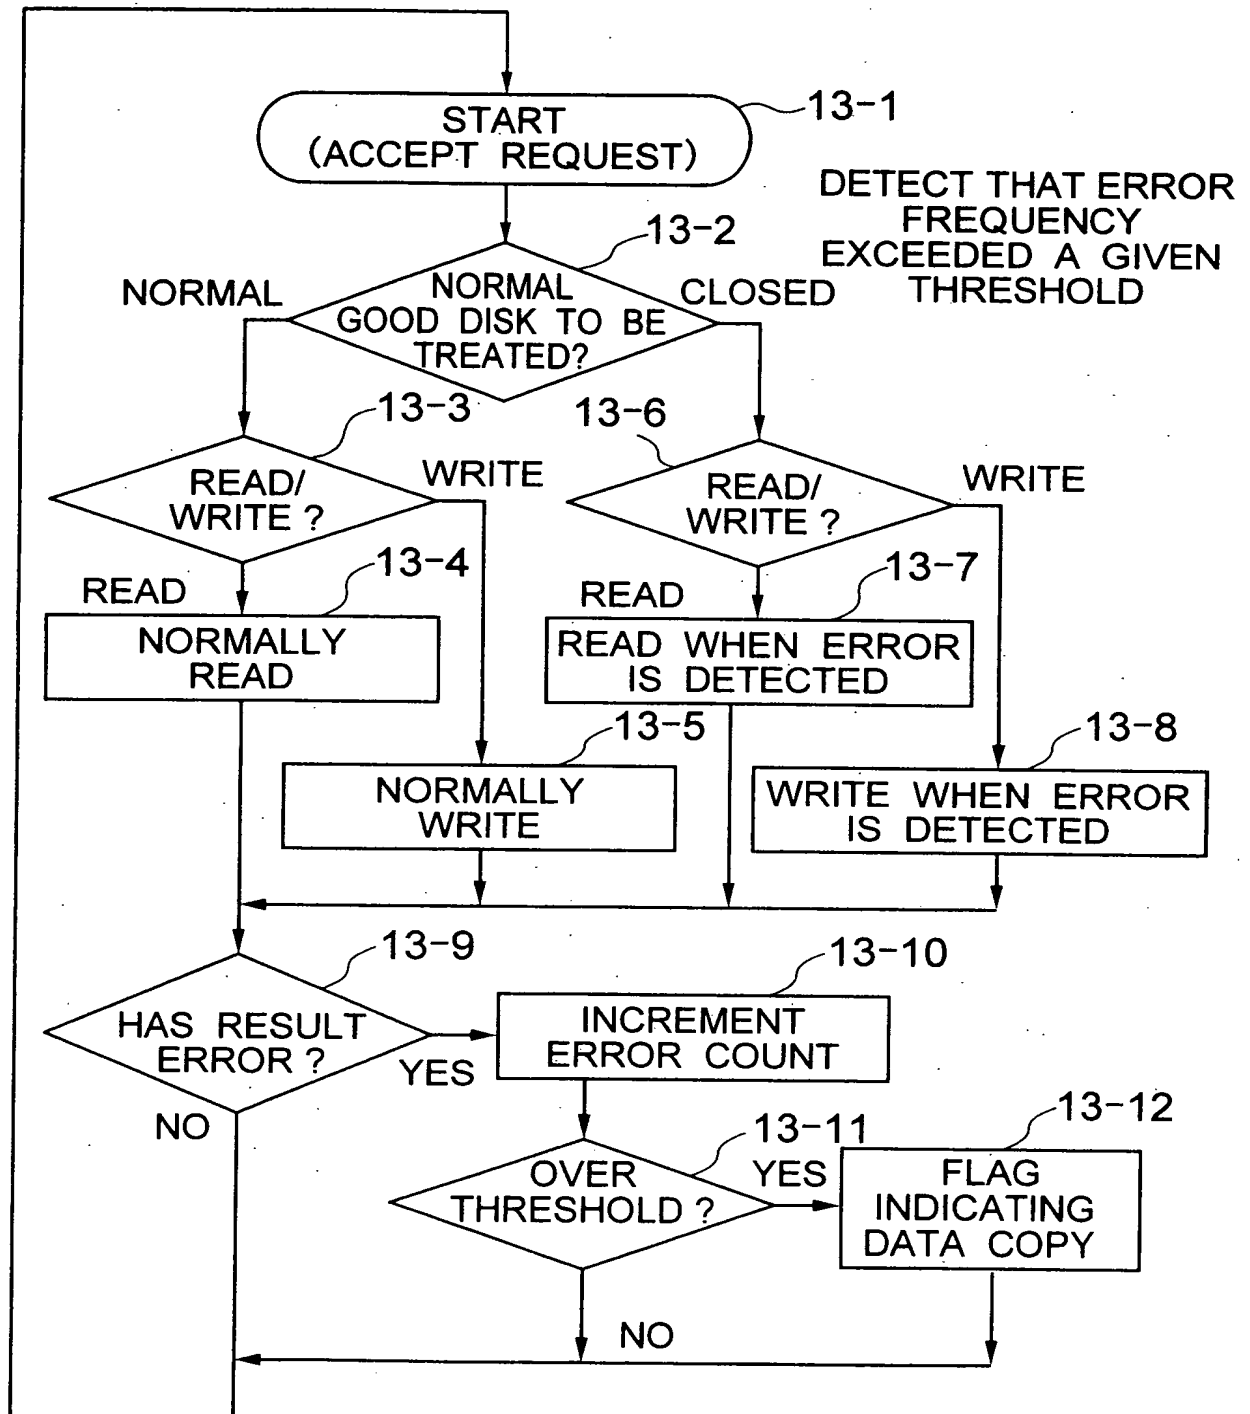 13-1
START
(ACCEPT REQUEST)
DETECT THAT ERROR
FREQUENCY
EXCEEDED A GIVEN
THRESHOLD
13-2
NORMAL
CLOSED
NORMAL
GOOD DISK TO BE
TREATED?
13-3
13-6
READ/
WRITE ?
WRITE
READ/
WRITE ?
WRITE
13-4
13-7
READ
READ
NORMALLY
READ
READ WHEN ERROR
IS DETECTED
13-5
13-8
NORMALLY
WRITE
WRITE WHEN ERROR
IS DETECTED
13-9
13-10
HAS RESULT
ERROR ?
YES
INCREMENT
ERROR COUNT
NO
13-11
13-12
OVER
THRESHOLD ?
YES
FLAG
INDICATING
DATA COPY
NO